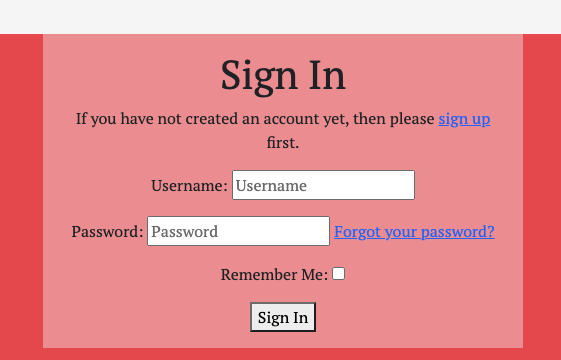 Sign In
If you have not created an account yet, then please sign up
first.
Username: Username
Password: Password Forgot your password?
Remember Me:
Sign In